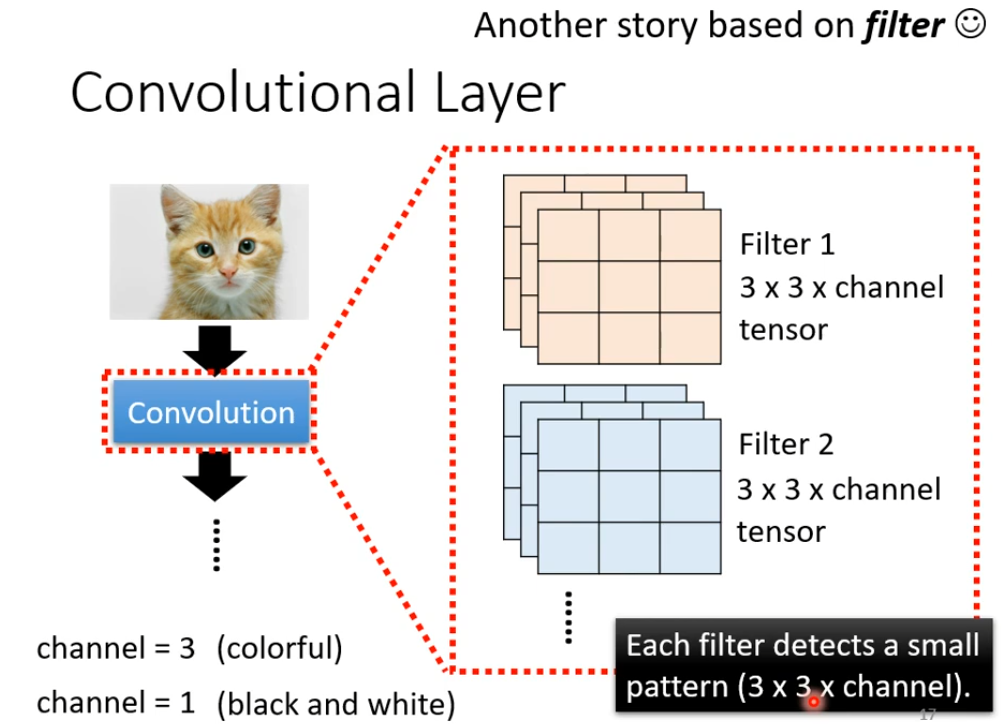 Another story based on filter ☺
Convolutional Layer
Filter 1
3 x 3 x channel
tensor
Convolution
Filter 2
3 x 3 x channel
tensor
channel = 3 (colorful)
channel = 1 (black and white)
Each filter detects a small
pattern (3 x 3 x channel).
17